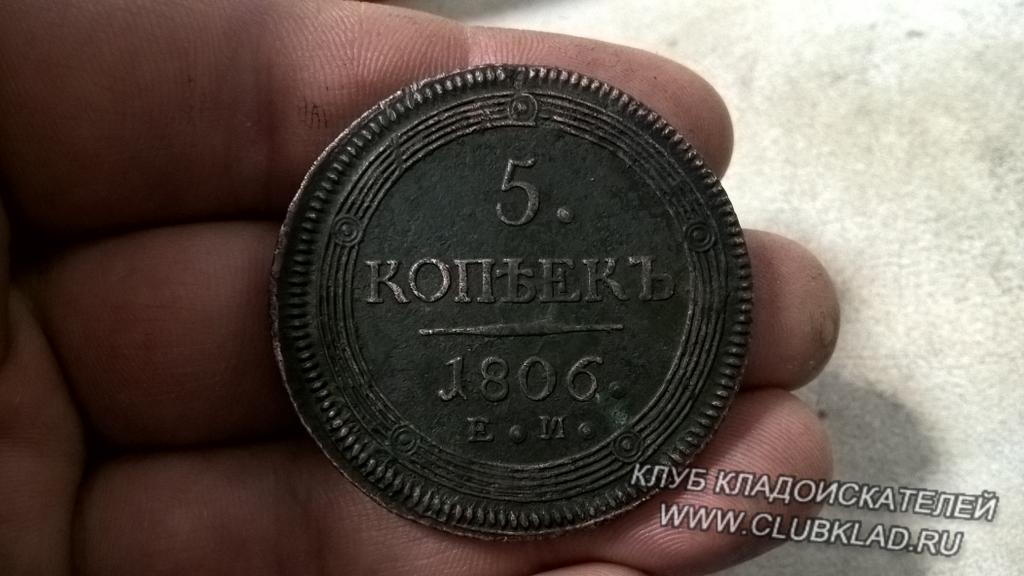 5.
КОПѢЕКЪ
1806.
Е. М.
КЛУБ КЛАДОИСКАТЕЛЕЙ
WWW.CLUBKLAD.RU